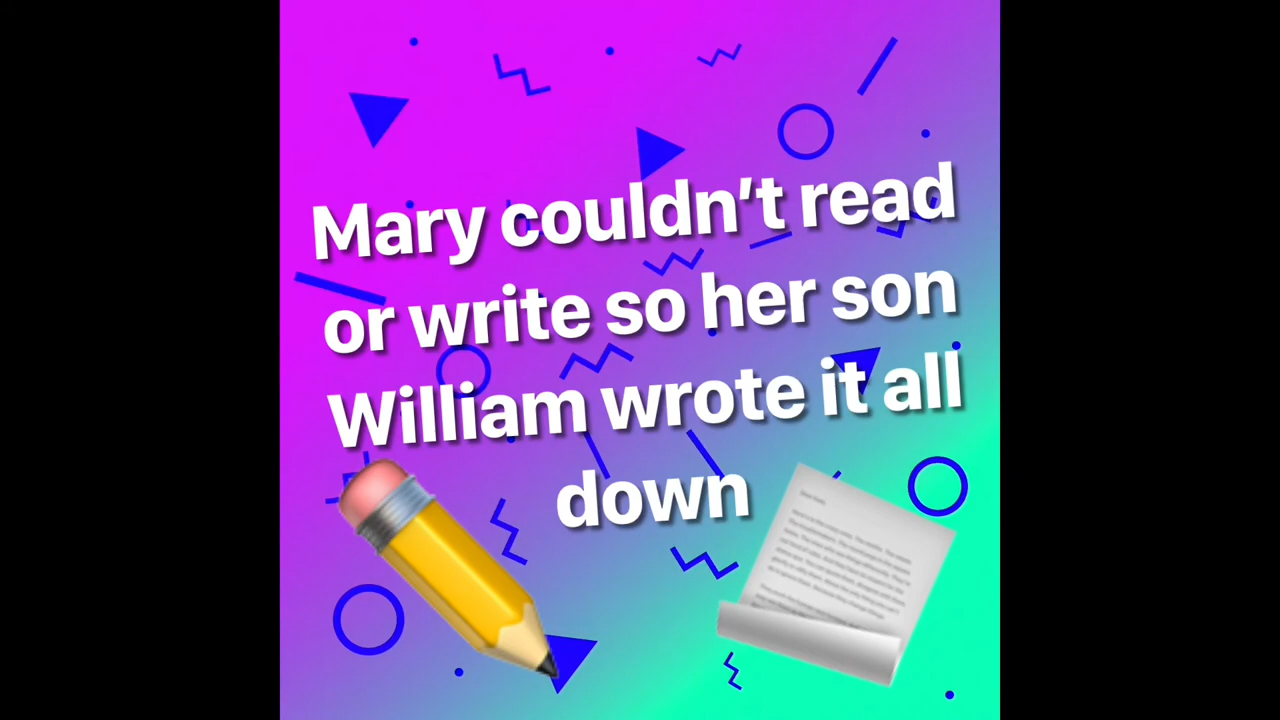 Mary couldn’t read
or write so her son
William wrote it all
down